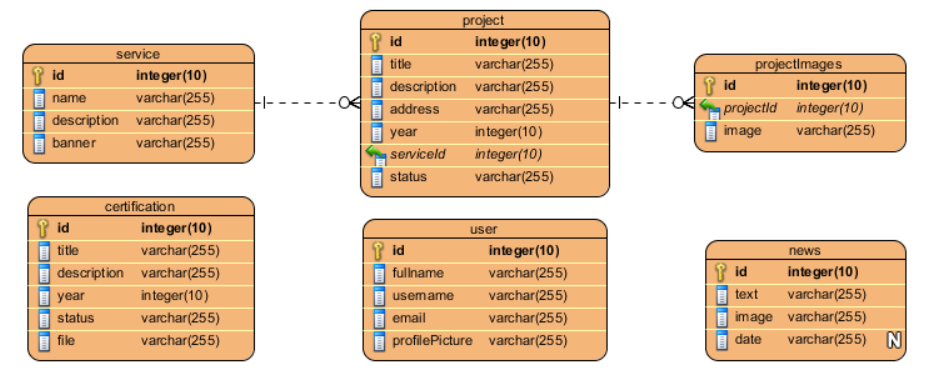 service
id integer(10)
name varchar(255)
description varchar(255)
banner varchar(255)
project
id integer(10)
title varchar(255)
description varchar(255)
address varchar(255)
year integer(10)
serviceId integer(10)
status varchar(255)
projectImages
id integer(10)
projectId integer(10)
image varchar(255)
certification
id integer(10)
title varchar(255)
description varchar(255)
year integer(10)
status varchar(255)
file varchar(255)
user
id integer(10)
fullname varchar(255)
username varchar(255)
email varchar(255)
profilePicture varchar(255)
news
id integer(10)
text varchar(255)
image varchar(255)
date varchar(255) N